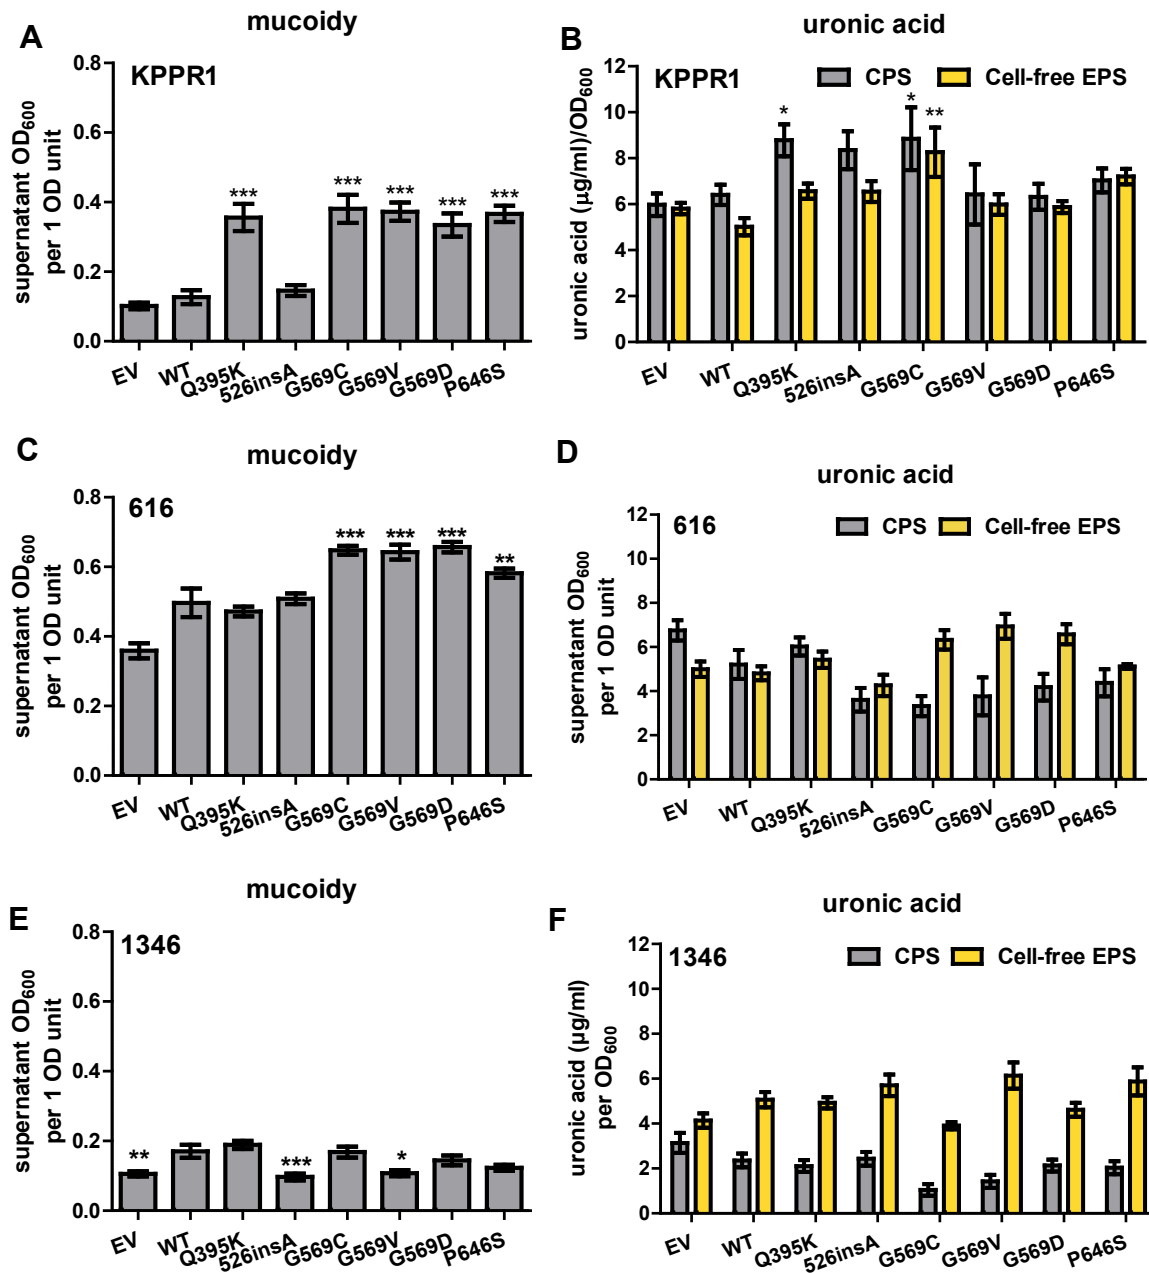 A
mucoidy
KPPR1
supernatant OD600
per 1 OD unit
0.8
0.6
0.4
0.2
0.0
***
***
***
***
***
EV
WT
Q395K
526insA
G569C
G569V
G569D
P646S
B
uronic acid
KPPR1
CPS
Cell-free EPS
uronic acid (µg/ml)/OD600
12
10
8
6
4
2
0
*
*
**
EV
WT
Q395K
526insA
G569C
G569V
G569D
P646S
C
mucoidy
616
supernatant OD600
per 1 OD unit
0.8
0.6
0.4
0.2
0.0
***
***
***
**
EV
WT
Q395K
526insA
G569C
G569V
G569D
P646S
D
uronic acid
616
CPS
Cell-free EPS
supernatant OD600
per 1 OD unit
12
10
8
6
4
2
0
EV
WT
Q395K
526insA
G569C
G569V
G569D
P646S
E
mucoidy
1346
supernatant OD600
per 1 OD unit
0.8
0.6
0.4
0.2
0.0
**
***
*
EV
WT
Q395K
526insA
G569C
G569V
G569D
P646S
F
uronic acid
1346
CPS
Cell-free EPS
uronic acid (µg/ml)
per OD600
12
10
8
6
4
2
0
EV
WT
Q395K
526insA
G569C
G569V
G569D
P646S